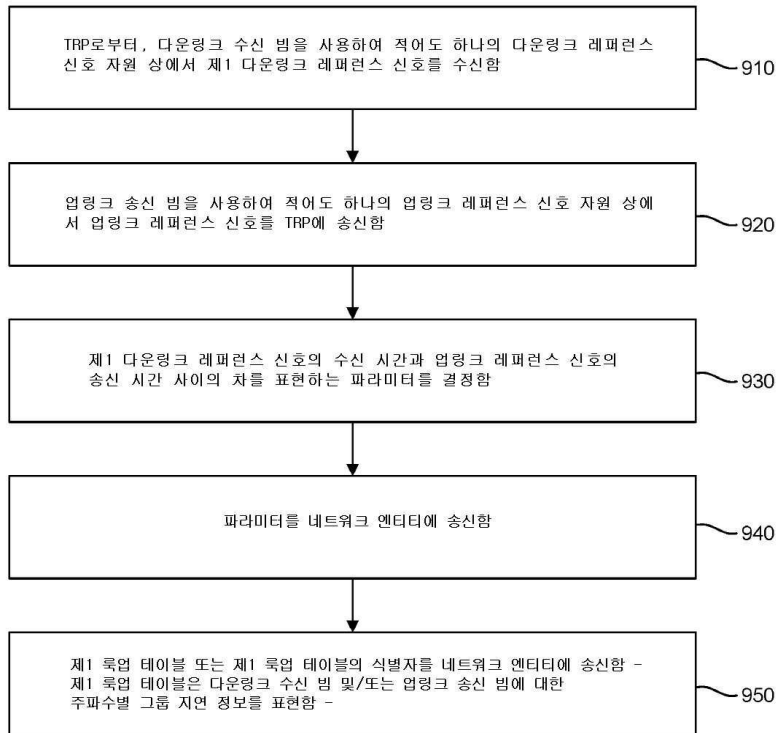 TRP로부터, 다운링크 수신 빔을 사용하여 적어도 하나의 다운링크 레퍼런스
신호 자원 상에서 제1 다운링크 레퍼런스 신호를 수신함
910
업링크 송신 빔을 사용하여 적어도 하나의 업링크 레퍼런스 신호 자원 상에
서 업링크 레퍼런스 신호를 TRP에 송신함
920
제1 다운링크 레퍼런스 신호의 수신 시간과 업링크 레퍼런스 신호의
송신 시간 사이의 차를 표현하는 파라미터를 결정함
930
파라미터를 네트워크 엔티티에 송신함
940
제1 룩업 테이블 또는 제1 룩업 테이블의 식별자를 네트워크 엔티티에 송신함 -
제1 룩업 테이블은 다운링크 수신 빔 및/또는 업링크 송신 빔에 대한
주파수별 그룹 지연 정보를 표현함 -
950